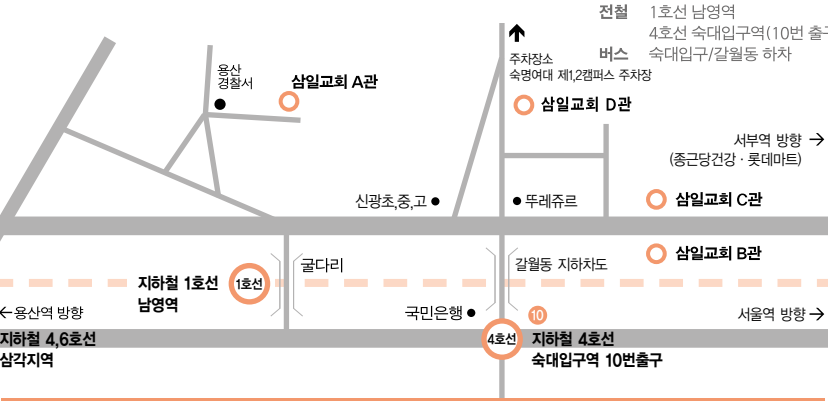 전철 1호선 남영역
4호선 숙대입구역(10번 출구
버스 숙대입구/갈월동 하차
주차장소
숙명여대 제1,2캠퍼스 주차장
용산
경찰서
삼일교회 A관
삼일교회 D관
서부역 방향
(종근당건강 · 롯데마트)
신광초,중,고
뚜레쥬르
삼일교회 C관
삼일교회 B관
굴다리
갈월동 지하차도
지하철 1호선
남영역
1호선
용산역 방향
국민은행
10
서울역 방향
지하철 4,6호선
삼각지역
4호선
지하철 4호선
숙대입구역 10번출구